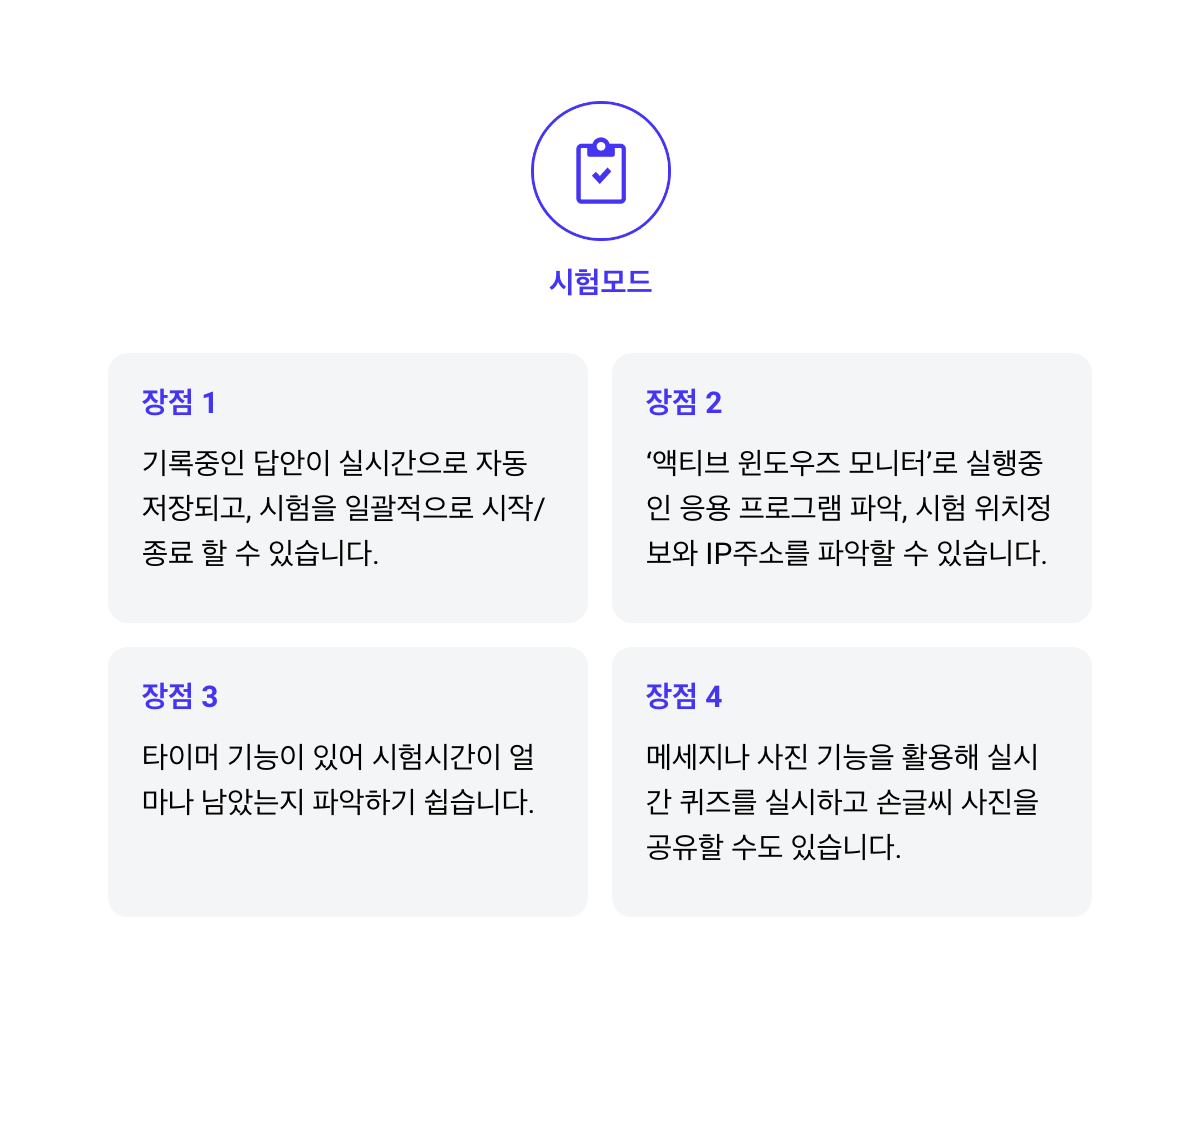 시험모드
장점 1
기록중인 답안이 실시간으로 자동
저장되고, 시험을 일괄적으로 시작/
종료 할 수 있습니다.
장점 2
‘액티브 윈도우즈 모니터’로 실행중
인 응용 프로그램 파악, 시험 위치정
보와 IP주소를 파악할 수 있습니다.
장점 3
타이머 기능이 있어 시험시간이 얼
마나 남았는지 파악하기 쉽습니다.
장점 4
메세지나 사진 기능을 활용해 실시
간 퀴즈를 실시하고 손글씨 사진을
공유할 수도 있습니다.